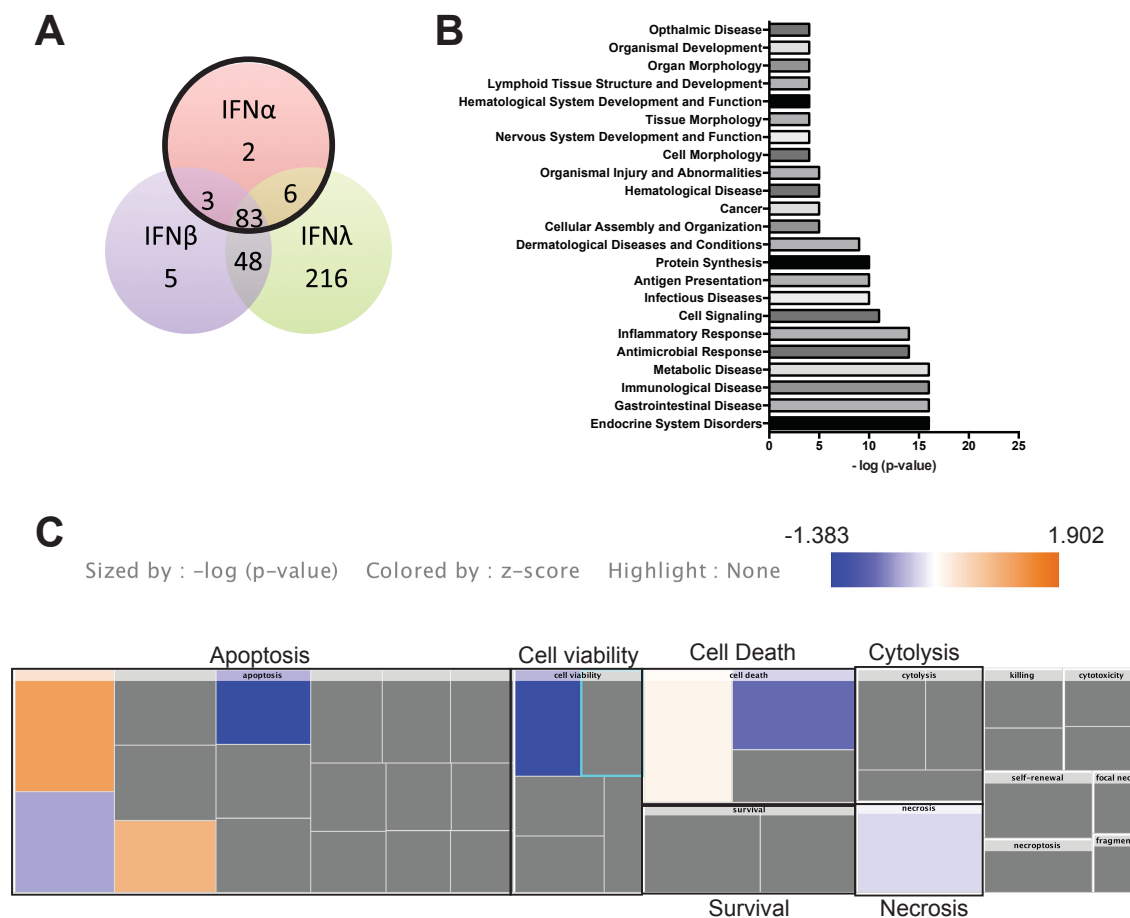 A
IFNα
2
3
6
83
IFNβ
IFNλ
5
48
216
B
Opthalmic Disease
Organismal Development
Organ Morphology
Lymphoid Tissue Structure and Development
Hematological System Development and Function
Tissue Morphology
Nervous System Development and Function
Cell Morphology
Organismal Injury and Abnormalities
Hematological Disease
Cancer
Cellular Assembly and Organization
Dermatological Diseases and Conditions
Protein Synthesis
Antigen Presentation
Infectious Diseases
Cell Signaling
Inflammatory Response
Antimicrobial Response
Metabolic Disease
Immunological Disease
Gastrointestinal Disease
Endocrine System Disorders
0 5 10 15 20 25
- log (p-value)
C
-1.383 1.902
Sized by : -log (p-value) Colored by : z-score Highlight : None
Apoptosis Cell viability Cell Death Cytolysis
apoptosis cell viability cell death cytolysis killing cytotoxicity
self-renewal focal nec
survival necrosis
necroptosis fragmen
Survival Necrosis